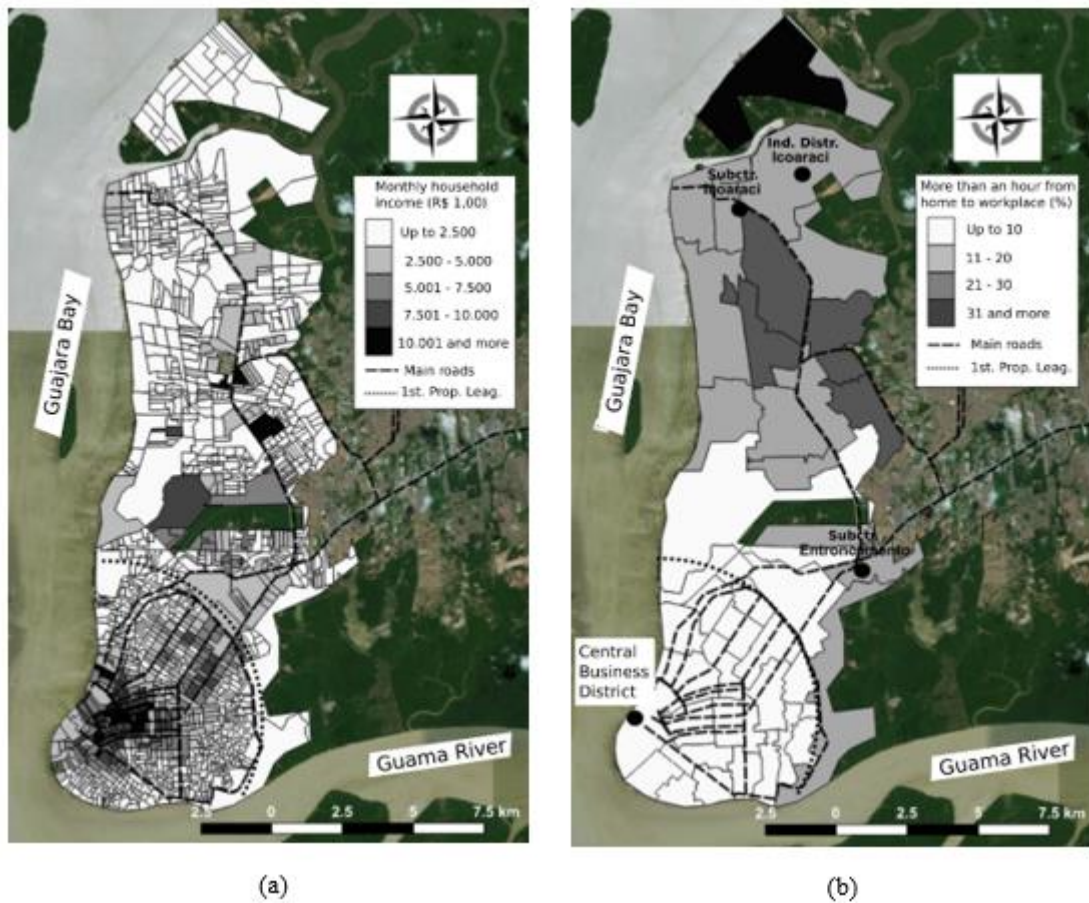 Monthly household
income (R$ 1,00)
Up to 2.500
2.500 - 5.000
5.001 - 7.500
7.501 - 10.000
10.001 and more
Main roads
1st. Prop. Leag.
Guajara Bay
Guama River
2.5 0 2.5 5 7.5 km
(a)
Ind. Distr.
Icoaraci
Subctr.
Icoaraci
More than an hour from
home to workplace (%)
Up to 10
11 - 20
21 - 30
31 and more
Main roads
1st. Prop. Leag.
Guajara Bay
Subctr.
Entroncamento
Central
Business
District
Guama River
2.5 0 2.5 5 7.5 km
(b)